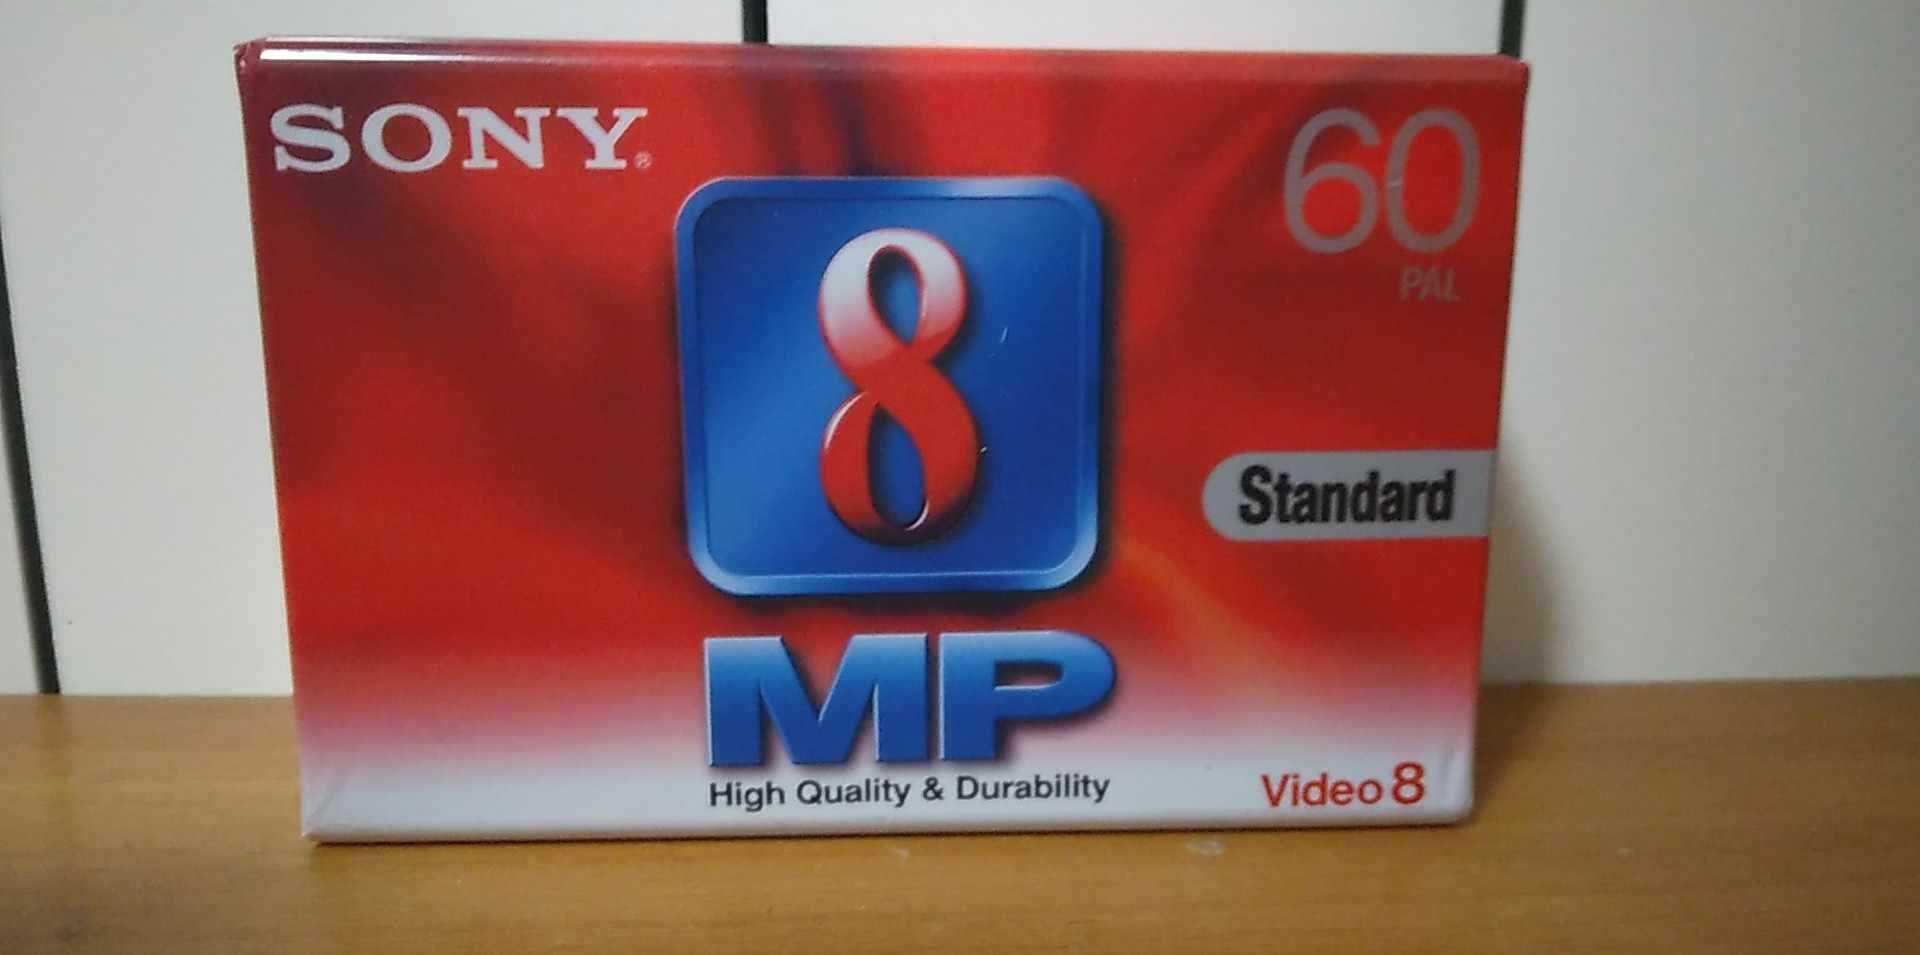 SONY®
60
PAL
8
Standard
MP
High Quality & Durability
Video 8